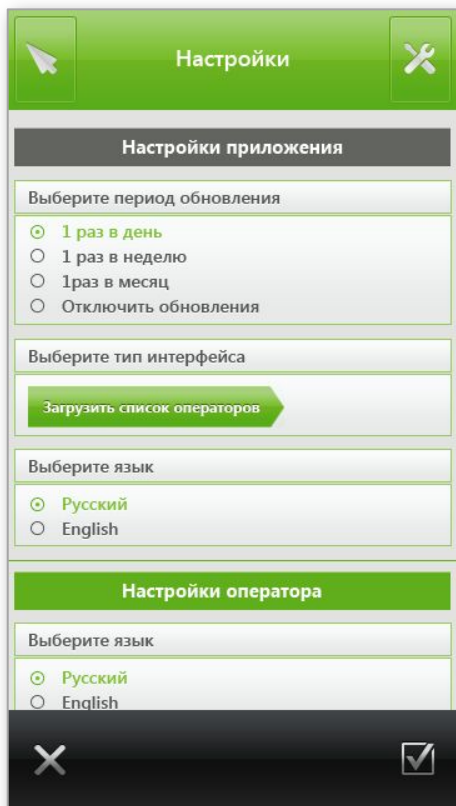 Настройки
Настройки приложения
Выберите период обновления
1 раз в день
1 раз в неделю
1раз в месяц
Отключить обновления
Выберите тип интерфейса
Загрузить список операторов
Выберите язык
Русский
English
Настройки оператора
Выберите язык
Русский
English